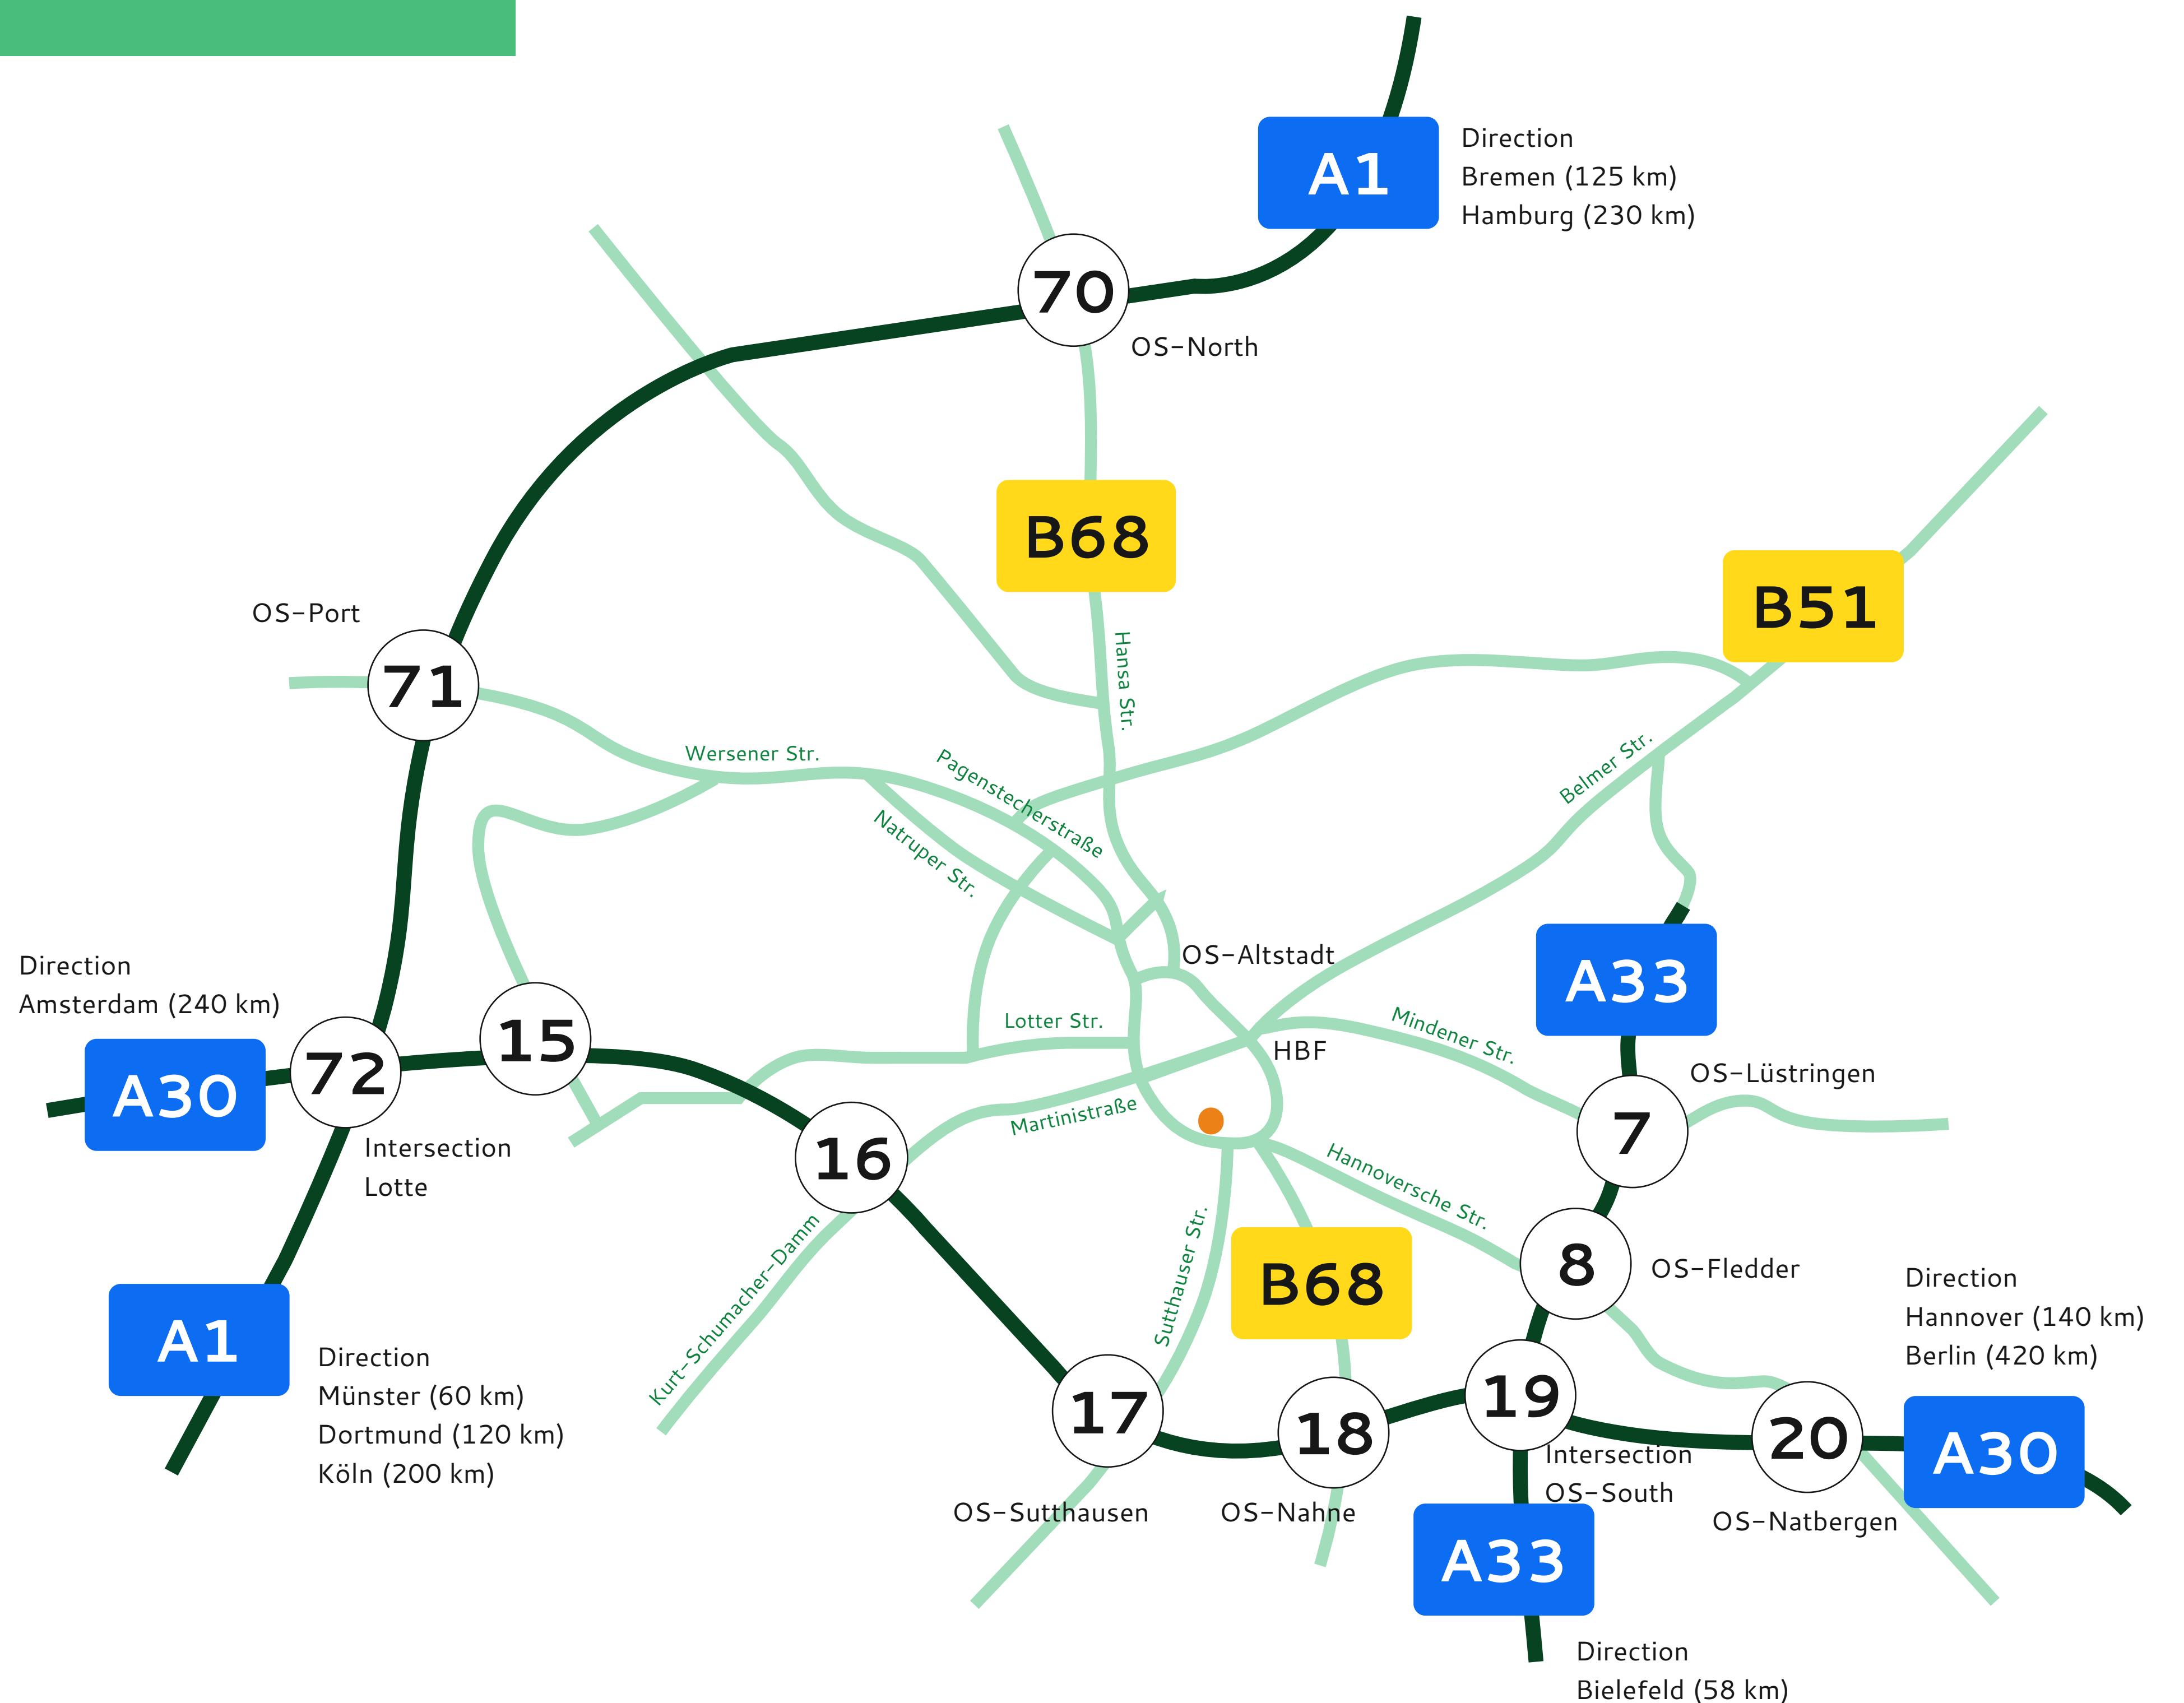 A1
Direction
Bremen (125 km)
Hamburg (230 km)
70
OS-North
B68
B51
OS-Port
71
Hansa Str.
Wersener Str.
Pagenstecherstraße
Natruper Str.
Belmer Str.
OS-Altstadt
A33
Direction
Amsterdam (240 km)
A30
72
15
Lotter Str.
HBF
Mindener Str.
OS-Lüstringen
7
Intersection
Lotte
16
Martinistraße
Hannoversche Str.
Kurt-Schumacher-Damm
Sutthauser Str.
B68
8
OS-Fledder
Direction
Hannover (140 km)
Berlin (420 km)
A1
Direction
Münster (60 km)
Dortmund (120 km)
Köln (200 km)
17
18
19
20
A30
Intersection
OS-South
OS-Sutthausen
OS-Nahne
OS-Natbergen
A33
Direction
Bielefeld (58 km)